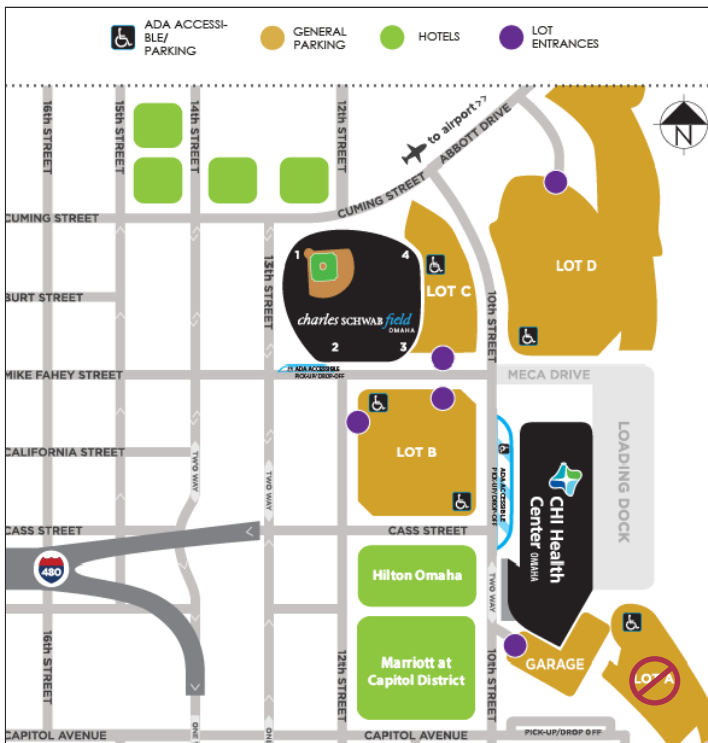 ADA ACCESSI-
BLE/
PARKING
GENERAL
PARKING
HOTELS
LOT
ENTRANCES
16th STREET
15th STREET
14th STREET
12th STREET
to airport>>
ABBOTT DRIVE
N
CUMING STREET
CUMING STREET
13th STREET
1
4
charles SCHWAB field
OMAHA
2
3
LOT C
LOT D
10th STREET
BURT STREET
MIKE FAHEY STREET
ADA ACCESSIBLE
PICK-UP/DROP-OFF
MECA DRIVE
CALIFORNIA STREET
TWO WAY
TWO WAY
LOT B
ADA ACCESSIBLE
PICK-UP/DROP-OFF
CHI Health
Center OMAHA
LOADING DOCK
CASS STREET
CASS STREET
480
Hilton Omaha
TWO WAY
16th STREET
12th STREET
Marriott at
Capitol District
10th STREET
GARAGE
LOT A
CAPITOL AVENUE
ONE
ONE
CAPITOL AVENUE
PICK-UP/DROP OFF